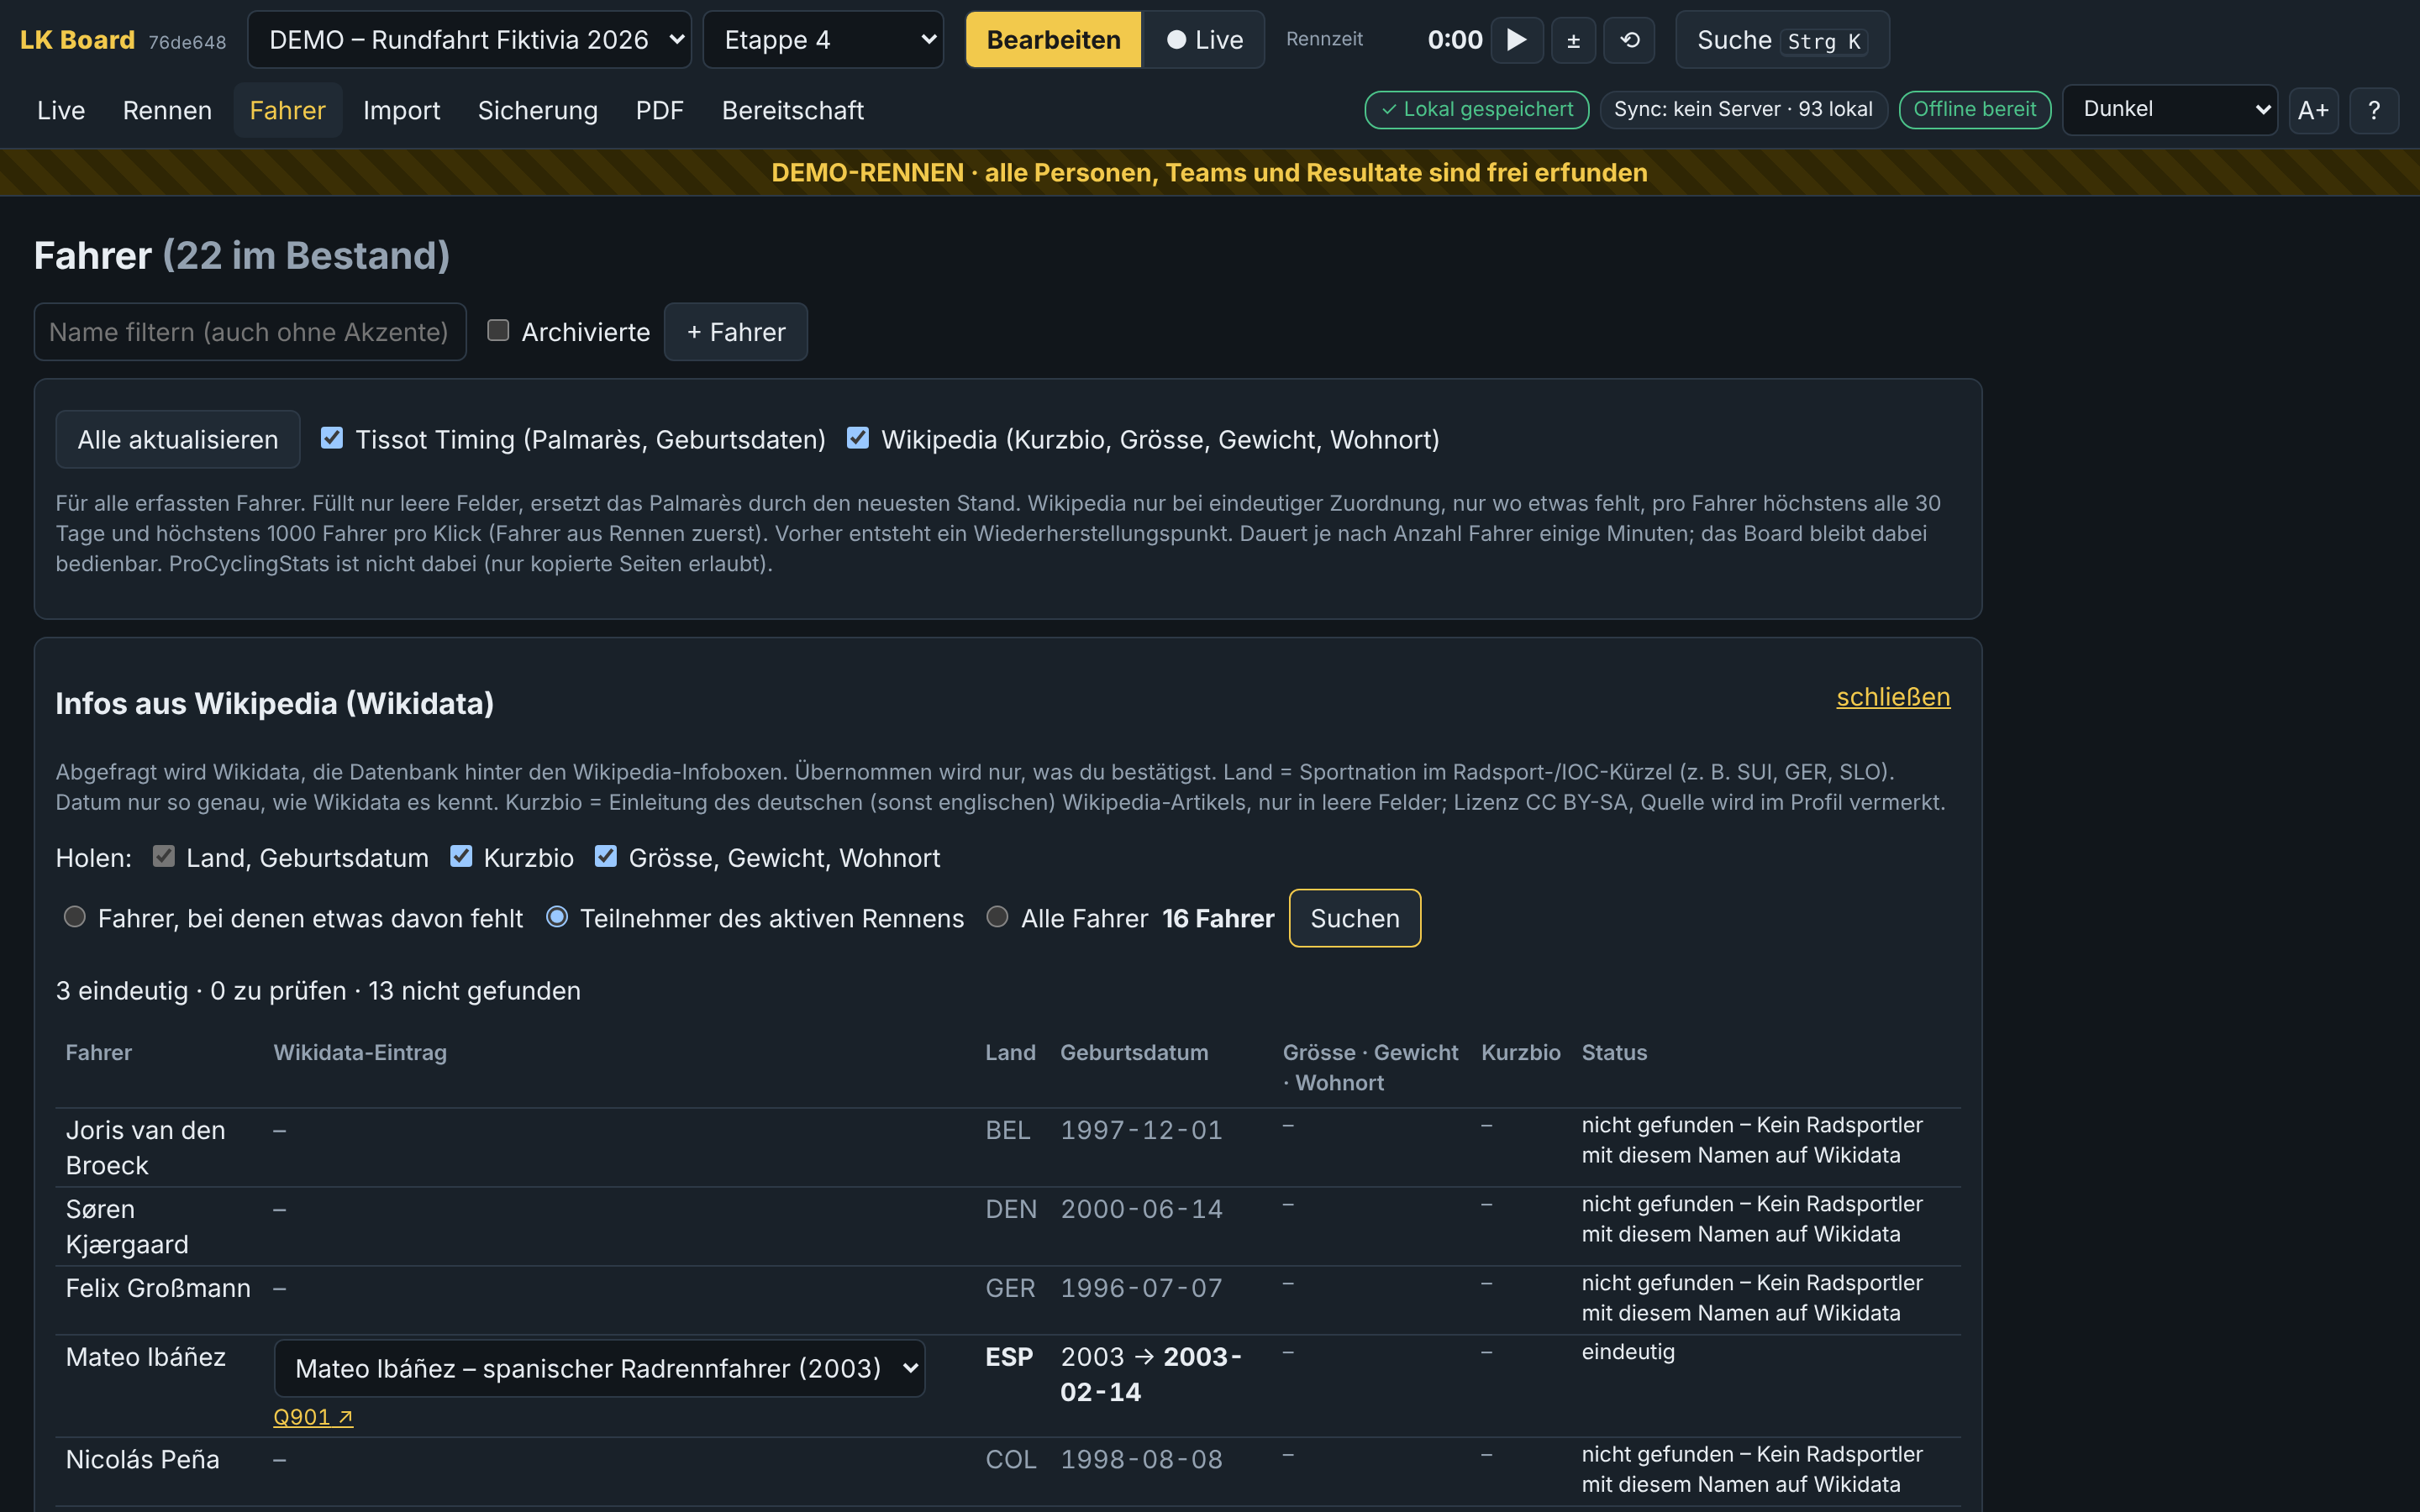 LK Board 76de648 DEMO – Rundfahrt Fiktivia 2026 Etappe 4 Bearbeiten Live Rennzeit 0:00 ▶ ± ⟲ Suche Strg K
Live Rennen Fahrer Import Sicherung PDF Bereitschaft ✓ Lokal gespeichert Sync: kein Server · 93 lokal Offline bereit Dunkel A+ ?
DEMO-RENNEN · alle Personen, Teams und Resultate sind frei erfunden
Fahrer (22 im Bestand)
Name filtern (auch ohne Akzente) Archivierte + Fahrer
Alle aktualisieren Tissot Timing (Palmarès, Geburtsdaten) Wikipedia (Kurzbio, Grösse, Gewicht, Wohnort)
Für alle erfassten Fahrer. Füllt nur leere Felder, ersetzt das Palmarès durch den neuesten Stand. Wikipedia nur bei eindeutiger Zuordnung, nur wo etwas fehlt, pro Fahrer höchstens alle 30
Tage und höchstens 1000 Fahrer pro Klick (Fahrer aus Rennen zuerst). Vorher entsteht ein Wiederherstellungspunkt. Dauert je nach Anzahl Fahrer einige Minuten; das Board bleibt dabei
bedienbar. ProCyclingStats ist nicht dabei (nur kopierte Seiten erlaubt).
Infos aus Wikipedia (Wikidata) schließen
Abgefragt wird Wikidata, die Datenbank hinter den Wikipedia-Infoboxen. Übernommen wird nur, was du bestätigst. Land = Sportnation im Radsport-/IOC-Kürzel (z. B. SUI, GER, SLO).
Datum nur so genau, wie Wikidata es kennt. Kurzbio = Einleitung des deutschen (sonst englischen) Wikipedia-Artikels, nur in leere Felder; Lizenz CC BY-SA, Quelle wird im Profil vermerkt.
Holen: Land, Geburtsdatum Kurzbio Grösse, Gewicht, Wohnort
Fahrer, bei denen etwas davon fehlt Teilnehmer des aktiven Rennens Alle Fahrer 16 Fahrer Suchen
3 eindeutig · 0 zu prüfen · 13 nicht gefunden
Fahrer Wikidata-Eintrag Land Geburtsdatum Grösse · Gewicht Kurzbio Status
· Wohnort
Joris van den – BEL 1997-12-01 – – nicht gefunden – Kein Radsportler
Broeck mit diesem Namen auf Wikidata
Søren – DEN 2000-06-14 – – nicht gefunden – Kein Radsportler
Kjærgaard mit diesem Namen auf Wikidata
Felix Großmann – GER 1996-07-07 – – nicht gefunden – Kein Radsportler
mit diesem Namen auf Wikidata
Mateo Ibáñez Mateo Ibáñez – spanischer Radrennfahrer (2003) ESP 2003 → 2003- – – eindeutig
02-14
Q901 ↗
Nicolás Peña – COL 1998-08-08 – – nicht gefunden – Kein Radsportler
mit diesem Namen auf Wikidata